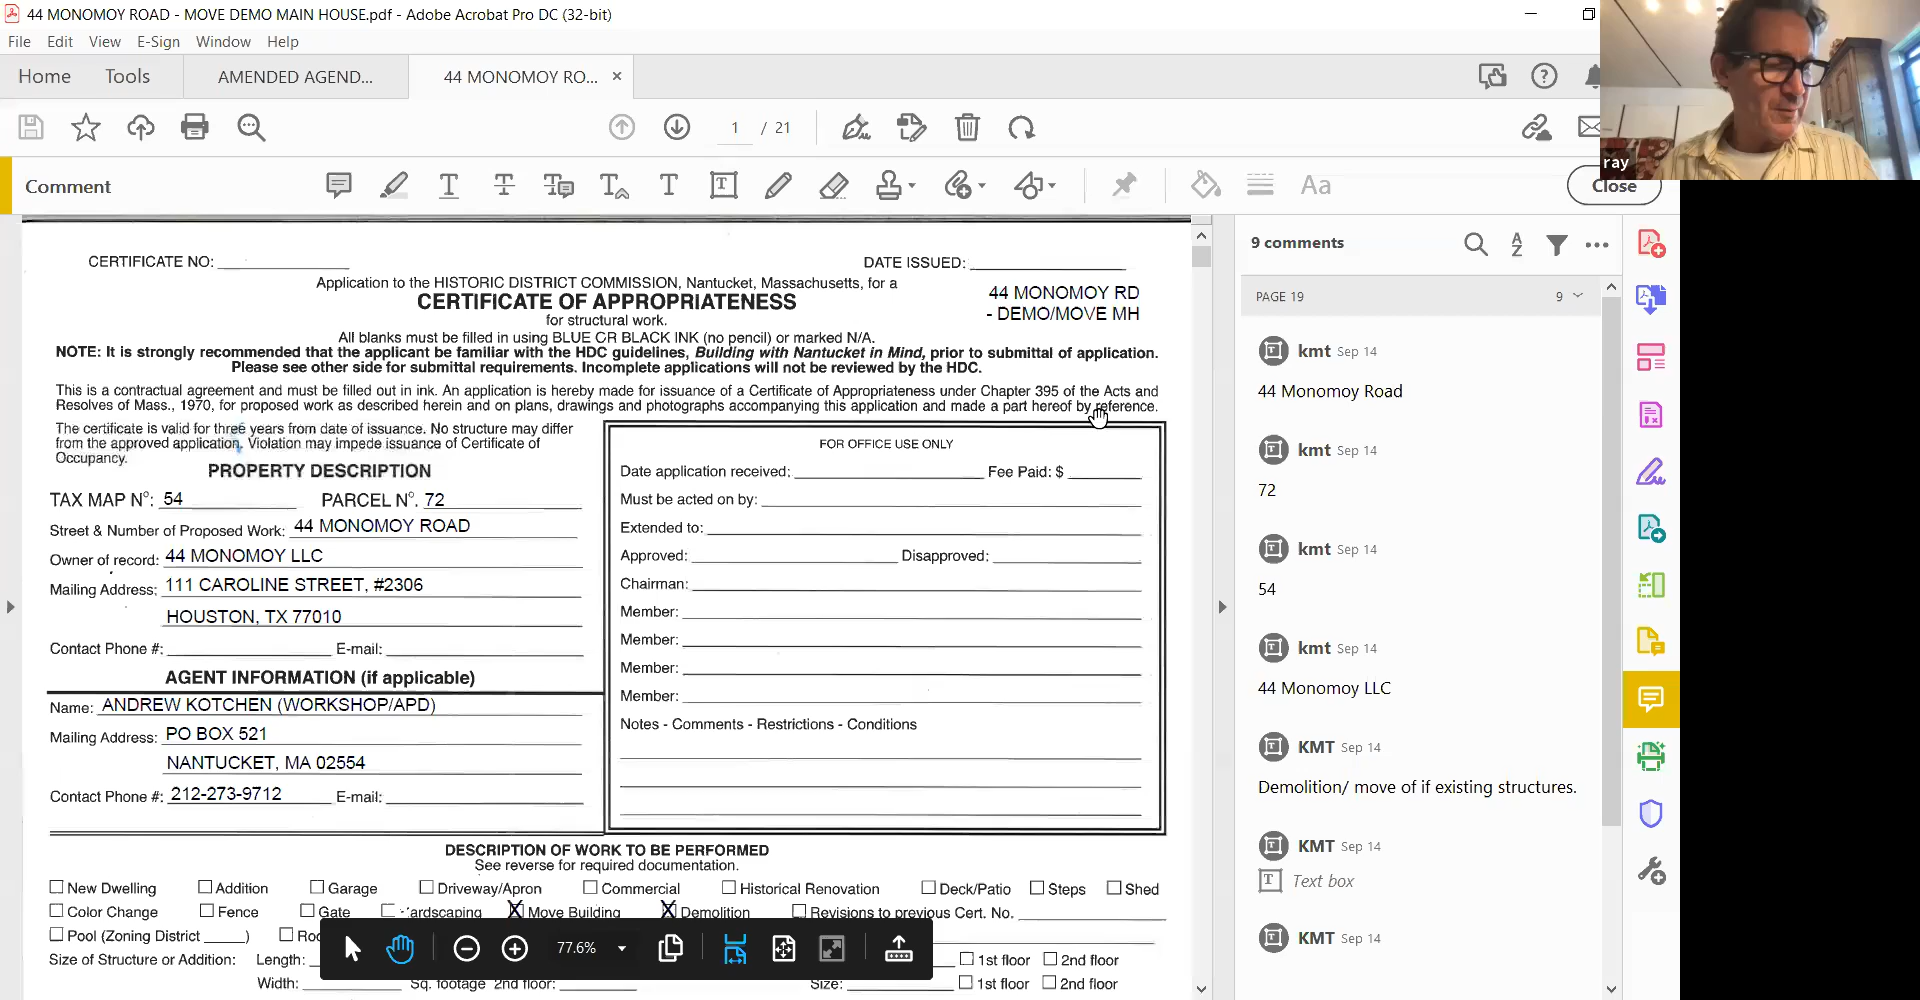 44 MONOMOY ROAD - MOVE DEMO MAIN HOUSE.pdf - Adobe Acrobat Pro DC (32-bit)
File Edit View E-Sign Window Help
Home Tools AMENDED AGEND... 44 MONOMOY RO... ×
1 / 21
ray
Comment
Close
CERTIFICATE NO:
DATE ISSUED:
Application to the HISTORIC DISTRICT COMMISSION, Nantucket, Massachusetts, for a
CERTIFICATE OF APPROPRIATENESS
for structural work.
44 MONOMOY RD
- DEMO/MOVE MH
All blanks must be filled in using BLUE CR BLACK INK (no pencil) or marked N/A.
NOTE: It is strongly recommended that the applicant be familiar with the HDC guidelines, Building with Nantucket in Mind, prior to submittal of application.
Please see other side for submittal requirements. Incomplete applications will not be reviewed by the HDC.
This is a contractual agreement and must be filled out in ink. An application is hereby made for issuance of a Certificate of Appropriateness under Chapter 395 of the Acts and
Resolves of Mass., 1970, for proposed work as described herein and on plans, drawings and photographs accompanying this application and made a part hereof by reference.
The certificate is valid for three years from date of issuance. No structure may differ
from the approved application. Violation may impede issuance of Certificate of
Occupancy.
PROPERTY DESCRIPTION
TAX MAP N°: 54 PARCEL N°. 72
Street & Number of Proposed Work: 44 MONOMOY ROAD
Owner of record: 44 MONOMOY LLC
Mailing Address: 111 CAROLINE STREET, #2306
HOUSTON, TX 77010
Contact Phone #: E-mail:
AGENT INFORMATION (if applicable)
Name: ANDREW KOTCHEN (WORKSHOP/APD)
Mailing Address: PO BOX 521
NANTUCKET, MA 02554
Contact Phone #: 212-273-9712 E-mail:
FOR OFFICE USE ONLY
Date application received: Fee Paid: $
Must be acted on by:
Extended to:
Approved: Disapproved:
Chairman:
Member:
Member:
Member:
Member:
Notes - Comments - Restrictions - Conditions
DESCRIPTION OF WORK TO BE PERFORMED
See reverse for required documentation.
New Dwelling Addition Garage Driveway/Apron Commercial Historical Renovation Deck/Patio Steps Shed
Color Change Fence Gate X Move Building X Demolition Revisions to previous Cert. No.
Pool (Zoning District )
Size of Structure or Addition: Length: 1st floor 2nd floor
Width: Sq. footage 2nd floor: Size: 1st floor 2nd floor
77.6%
9 comments
PAGE 19 9
kmt Sep 14
44 Monomoy Road
kmt Sep 14
72
kmt Sep 14
54
kmt Sep 14
44 Monomoy LLC
KMT Sep 14
Demolition/ move of if existing structures.
KMT Sep 14
Text box
KMT Sep 14